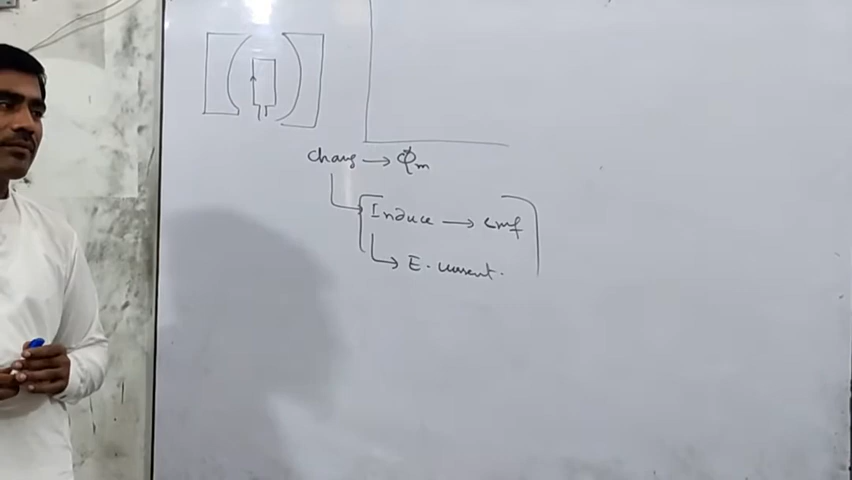 Chang → Φm
Induce → emf
E. current.